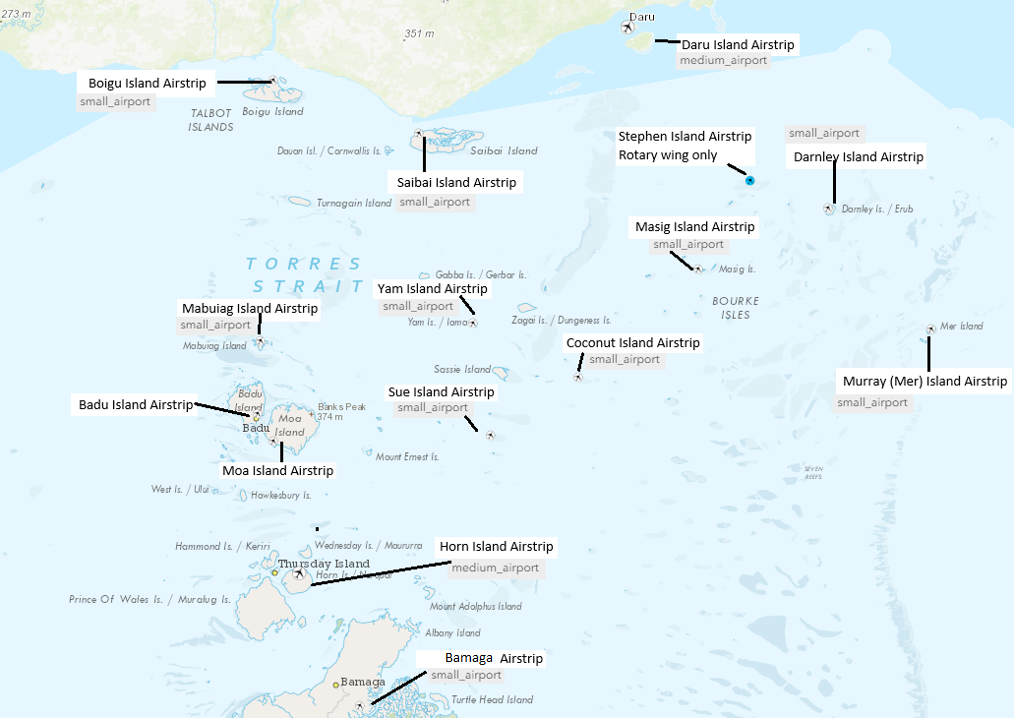 273 m
351 m
Daru
Daru Island Airstrip
medium_airport
Boigu Island Airstrip
small_airport
TALBOT
ISLANDS
Boigu Island
Dauan Isl. / Cornwallis Is.
Saibai Island
Saibai Island Airstrip
small_airport
Turnagain Island
Stephen Island Airstrip
Rotary wing only
small_airport
Darnley Island Airstrip
Darnley Is. / Erub
Masig Island Airstrip
small_airport
Masig Is.
TORRES
STRAIT
Gabba Is. / Gerbar Is.
Yam Island Airstrip
small_airport
Yam Is. / Iama
Zagai Is. / Dungeness Is.
BOURKE
ISLES
Mer Island
Mabuiag Island Airstrip
small_airport
Mabuiag Island
Coconut Island Airstrip
small_airport
Sassie Island
Murray (Mer) Island Airstrip
small_airport
Sue Island Airstrip
small_airport
Badu Island Airstrip
Badu
Island
Badu
Banks Peak
374 m
Moa
Island
Moa Island Airstrip
Mount Ernest Is.
West Is. / Ului
Hawkesbury Is.
SEVEN
REEFS
Hammond Is. / Keriri
Wednesday Is. / Maururra
Thursday Island
Horn Is.
Horn Island Airstrip
medium_airport
Prince Of Wales Is. / Muralug Is.
Mount Adolphus Island
Albany Island
Bamaga Airstrip
small_airport
Bamaga
Turtle Head Island